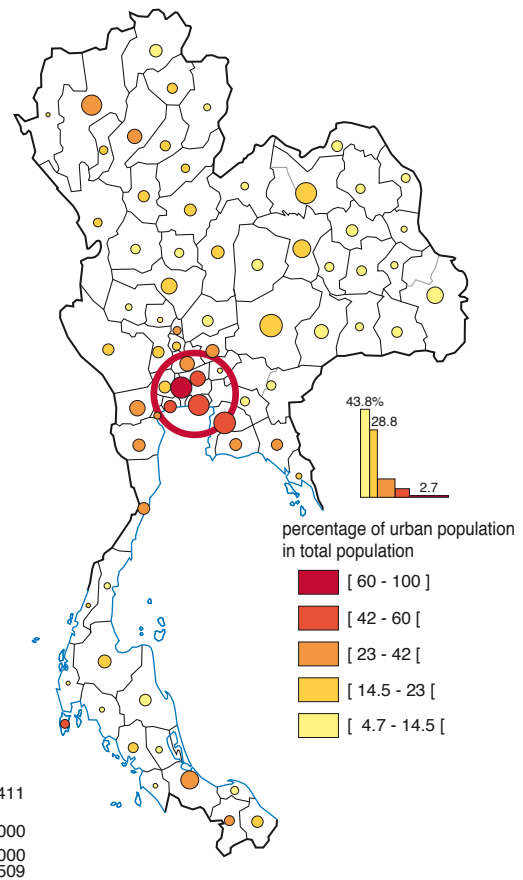 43.8%
28.8
2.7
percentage of urban population
in total population
[ 60 - 100 ]
[ 42 - 60 [
[ 23 - 42 [
[ 14.5 - 23 [
[ 4.7 - 14.5 [
411
000
000
509